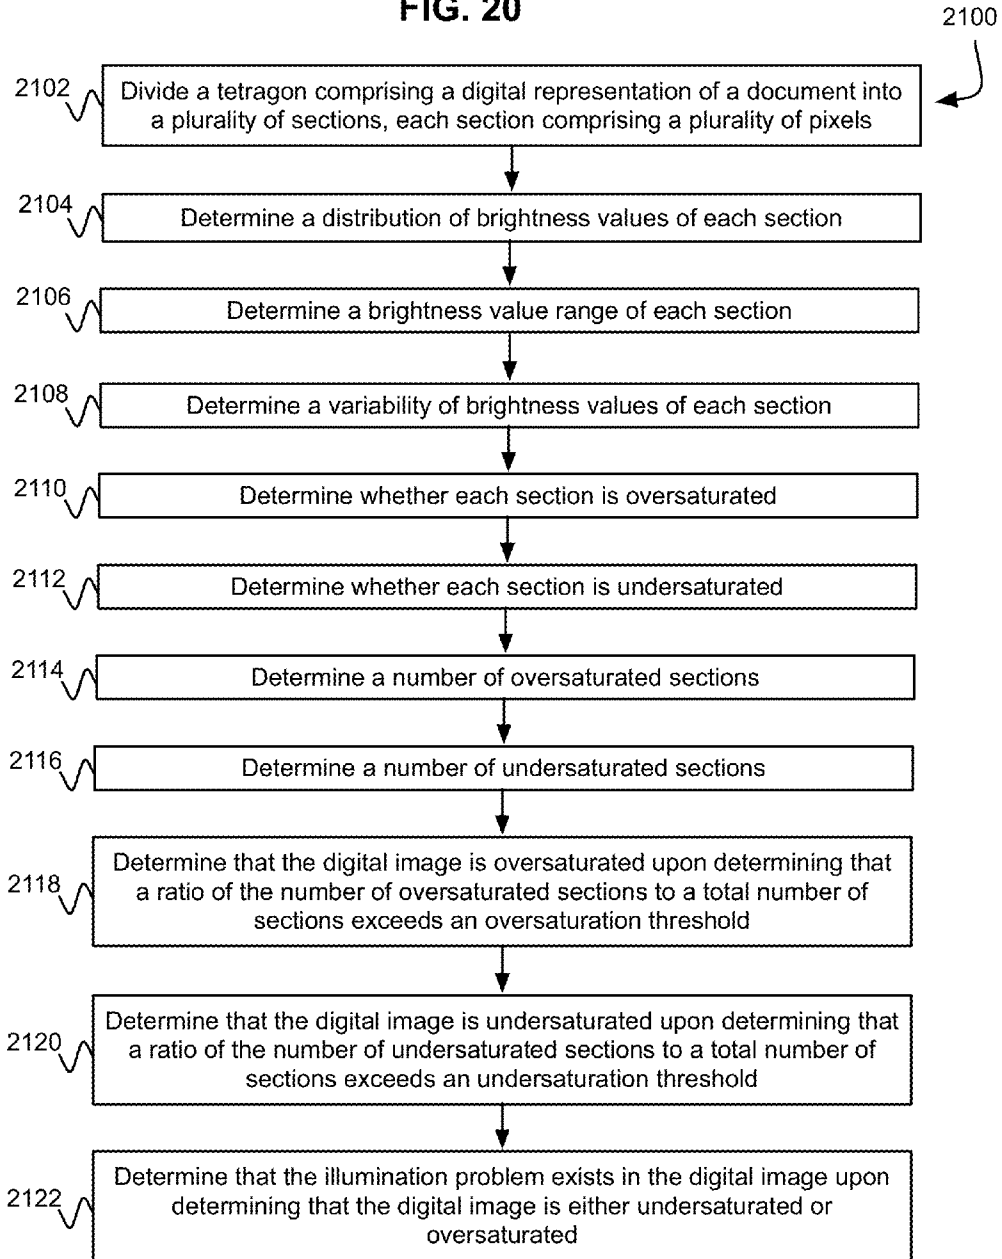 FIG. 20
2100
2102
Divide a tetragon comprising a digital representation of a document into
a plurality of sections, each section comprising a plurality of pixels
2104
Determine a distribution of brightness values of each section
2106
Determine a brightness value range of each section
2108
Determine a variability of brightness values of each section
2110
Determine whether each section is oversaturated
2112
Determine whether each section is undersaturated
2114
Determine a number of oversaturated sections
2116
Determine a number of undersaturated sections
2118
Determine that the digital image is oversaturated upon determining that
a ratio of the number of oversaturated sections to a total number of
sections exceeds an oversaturation threshold
2120
Determine that the digital image is undersaturated upon determining that
a ratio of the number of undersaturated sections to a total number of
sections exceeds an undersaturation threshold
2122
Determine that the illumination problem exists in the digital image upon
determining that the digital image is either undersaturated or
oversaturated